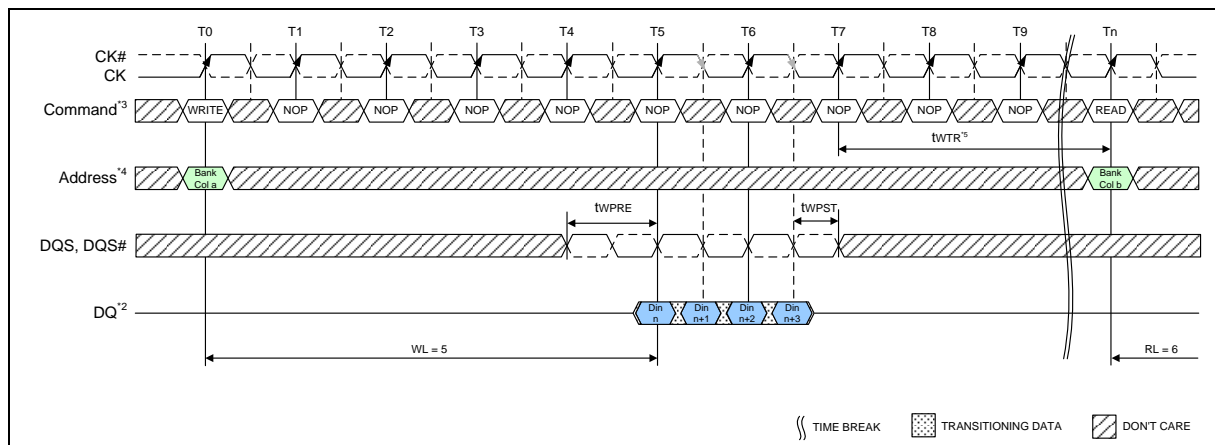 T0 T1 T2 T3 T4 T5 T6 T7 T8 T9 Tn
CK#
CK
Command*3 WRITE NOP NOP NOP NOP NOP NOP NOP NOP NOP READ
tWTR*5
Address*4 Bank Col a Bank Col b
tWPRE tWPST
DQS, DQS#
DQ*2 Din n Din n+1 Din n+2 Din n+3
WL = 5 RL = 6
TIME BREAK TRANSITIONING DATA DON'T CARE